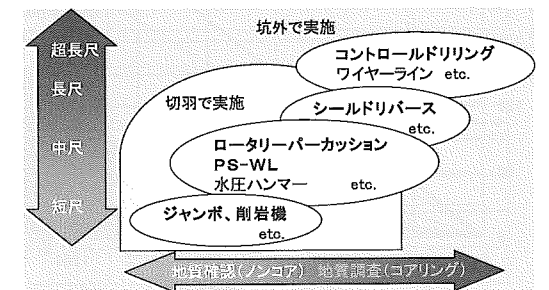 坑外で実施
超長尺
コントロールドリリング
ワイヤーライン etc.
長尺
切羽で実施
シールドリバース
etc.
中尺
ロータリーパーカッション
PS-WL
水圧ハンマー etc.
短尺
ジャンボ、削岩機
etc.
地質確認(ノンコア) 地質調査(コアリング)